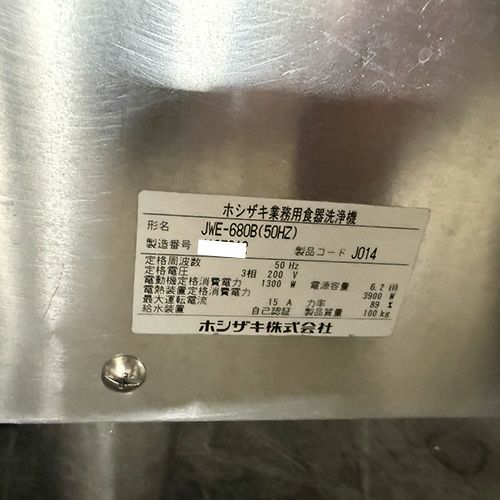 ホシザキ業務用食器洗浄機
形名 JWE-680B(50HZ)
製造番号 製品コード J014
定格周波数 50 Hz
定格電圧 3相 200 V
電動機定格消費電力 1300 W 電源容量 6.2 kVA
電熱装置定格消費電力 3900 W
最大運転電流 15 A 力率 89 %
給水装置 自己認証 製品質量 100 kg
ホシザキ株式会社